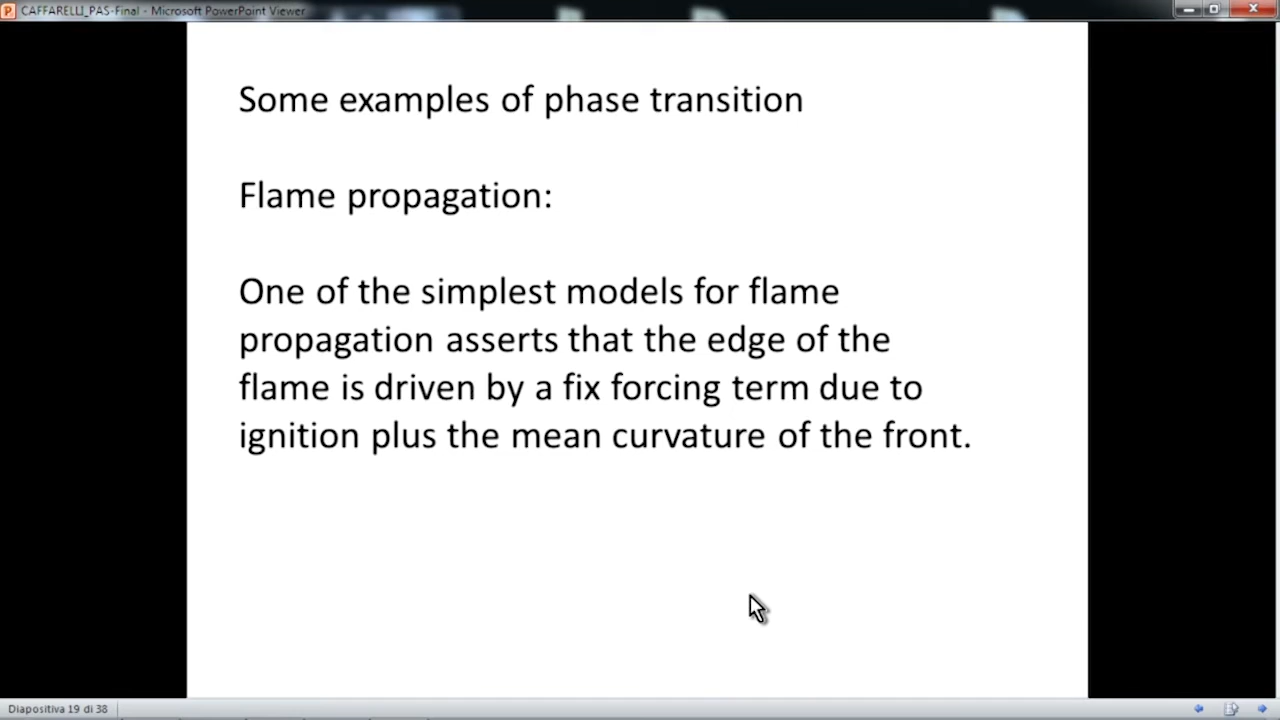 CAFFARELLI_PAS-Final - Microsoft PowerPoint Viewer
Some examples of phase transition
Flame propagation:
One of the simplest models for flame
propagation asserts that the edge of the
flame is driven by a fix forcing term due to
ignition plus the mean curvature of the front.
Diapositiva 19 di 38